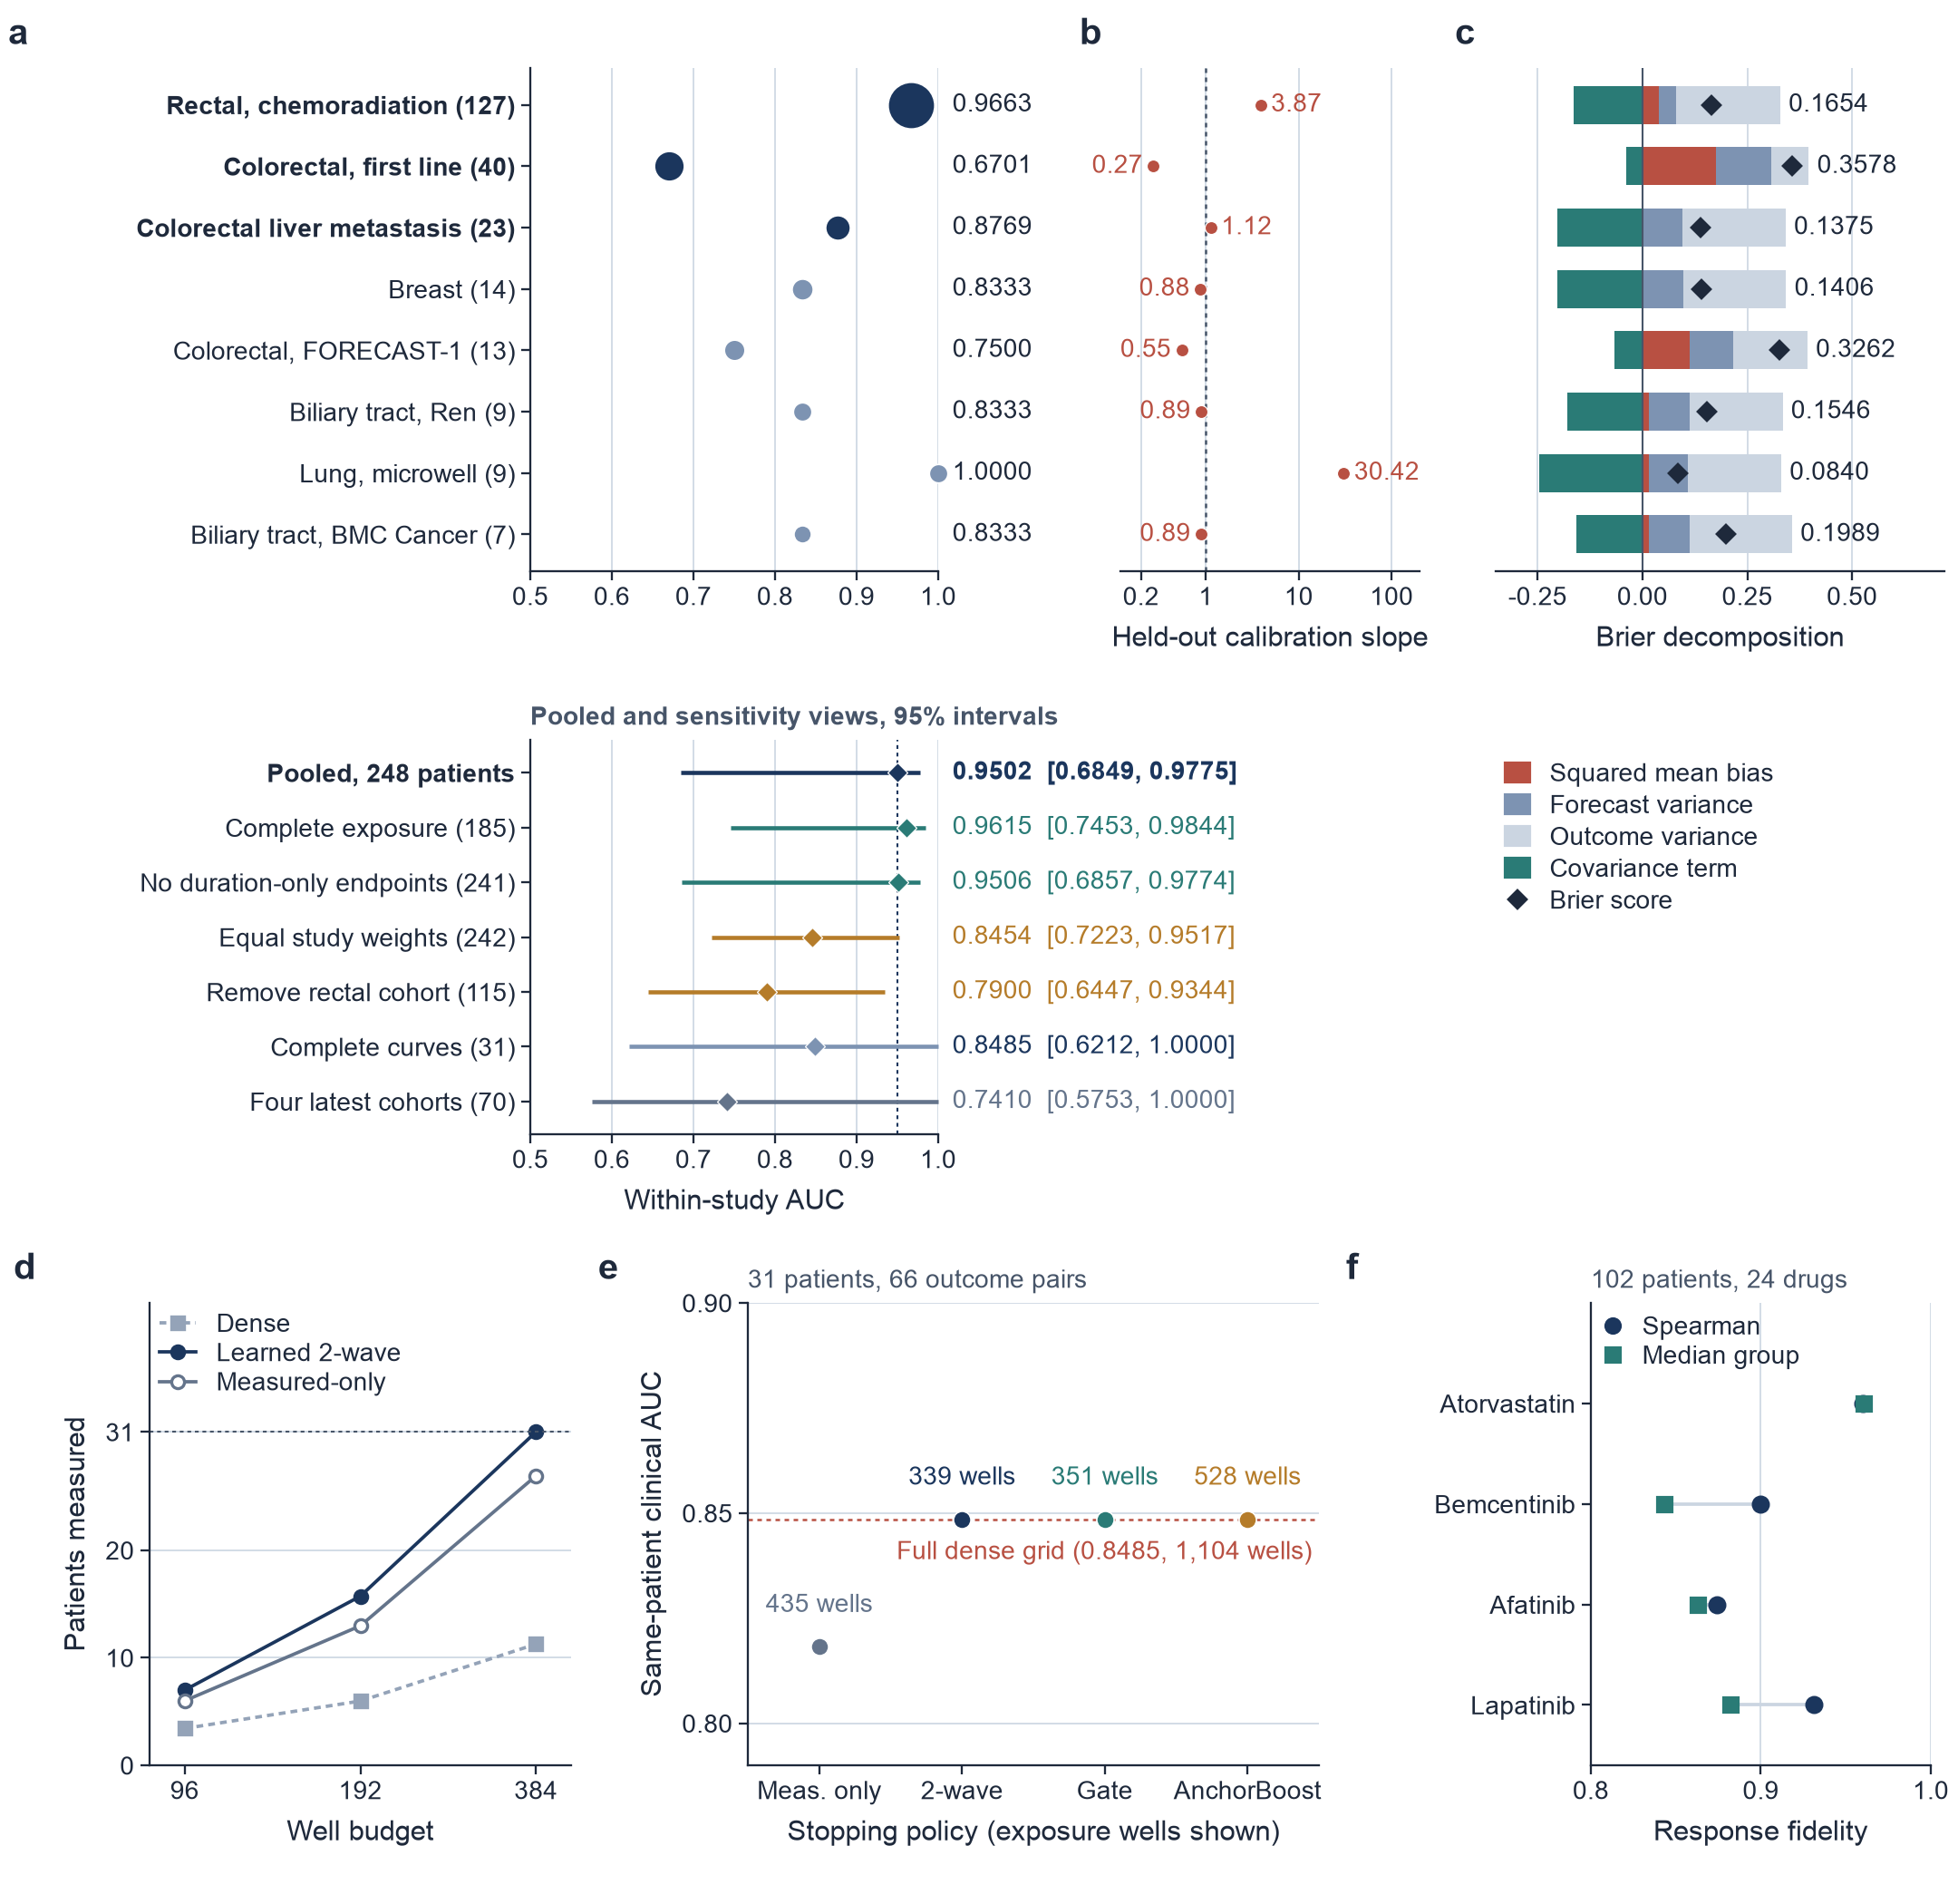 a
Rectal, chemoradiation (127)
Colorectal, first line (40)
Colorectal liver metastasis (23)
Breast (14)
Colorectal, FORECAST-1 (13)
Biliary tract, Ren (9)
Lung, microwell (9)
Biliary tract, BMC Cancer (7)
0.9663
0.6701
0.8769
0.8333
0.7500
0.8333
1.0000
0.8333
0.5 0.6 0.7 0.8 0.9 1.0
b
3.87
0.27
1.12
0.88
0.55
0.89
30.42
0.89
0.2 1 10 100
Held-out calibration slope
c
0.1654
0.3578
0.1375
0.1406
0.3262
0.1546
0.0840
0.1989
-0.25 0.00 0.25 0.50
Brier decomposition
Pooled and sensitivity views, 95% intervals
Pooled, 248 patients 0.9502 [0.6849, 0.9775]
Complete exposure (185) 0.9615 [0.7453, 0.9844]
No duration-only endpoints (241) 0.9506 [0.6857, 0.9774]
Equal study weights (242) 0.8454 [0.7223, 0.9517]
Remove rectal cohort (115) 0.7900 [0.6447, 0.9344]
Complete curves (31) 0.8485 [0.6212, 1.0000]
Four latest cohorts (70) 0.7410 [0.5753, 1.0000]
0.5 0.6 0.7 0.8 0.9 1.0
Within-study AUC
Squared mean bias
Forecast variance
Outcome variance
Covariance term
Brier score
d
Dense
Learned 2-wave
Measured-only
Patients measured
31
20
10
0
96 192 384
Well budget
e
31 patients, 66 outcome pairs
Same-patient clinical AUC
0.90
0.85
0.80
339 wells 351 wells 528 wells
Full dense grid (0.8485, 1,104 wells)
435 wells
Meas. only 2-wave Gate AnchorBoost
Stopping policy (exposure wells shown)
f
102 patients, 24 drugs
Spearman
Median group
Atorvastatin
Bemcentinib
Afatinib
Lapatinib
0.8 0.9 1.0
Response fidelity